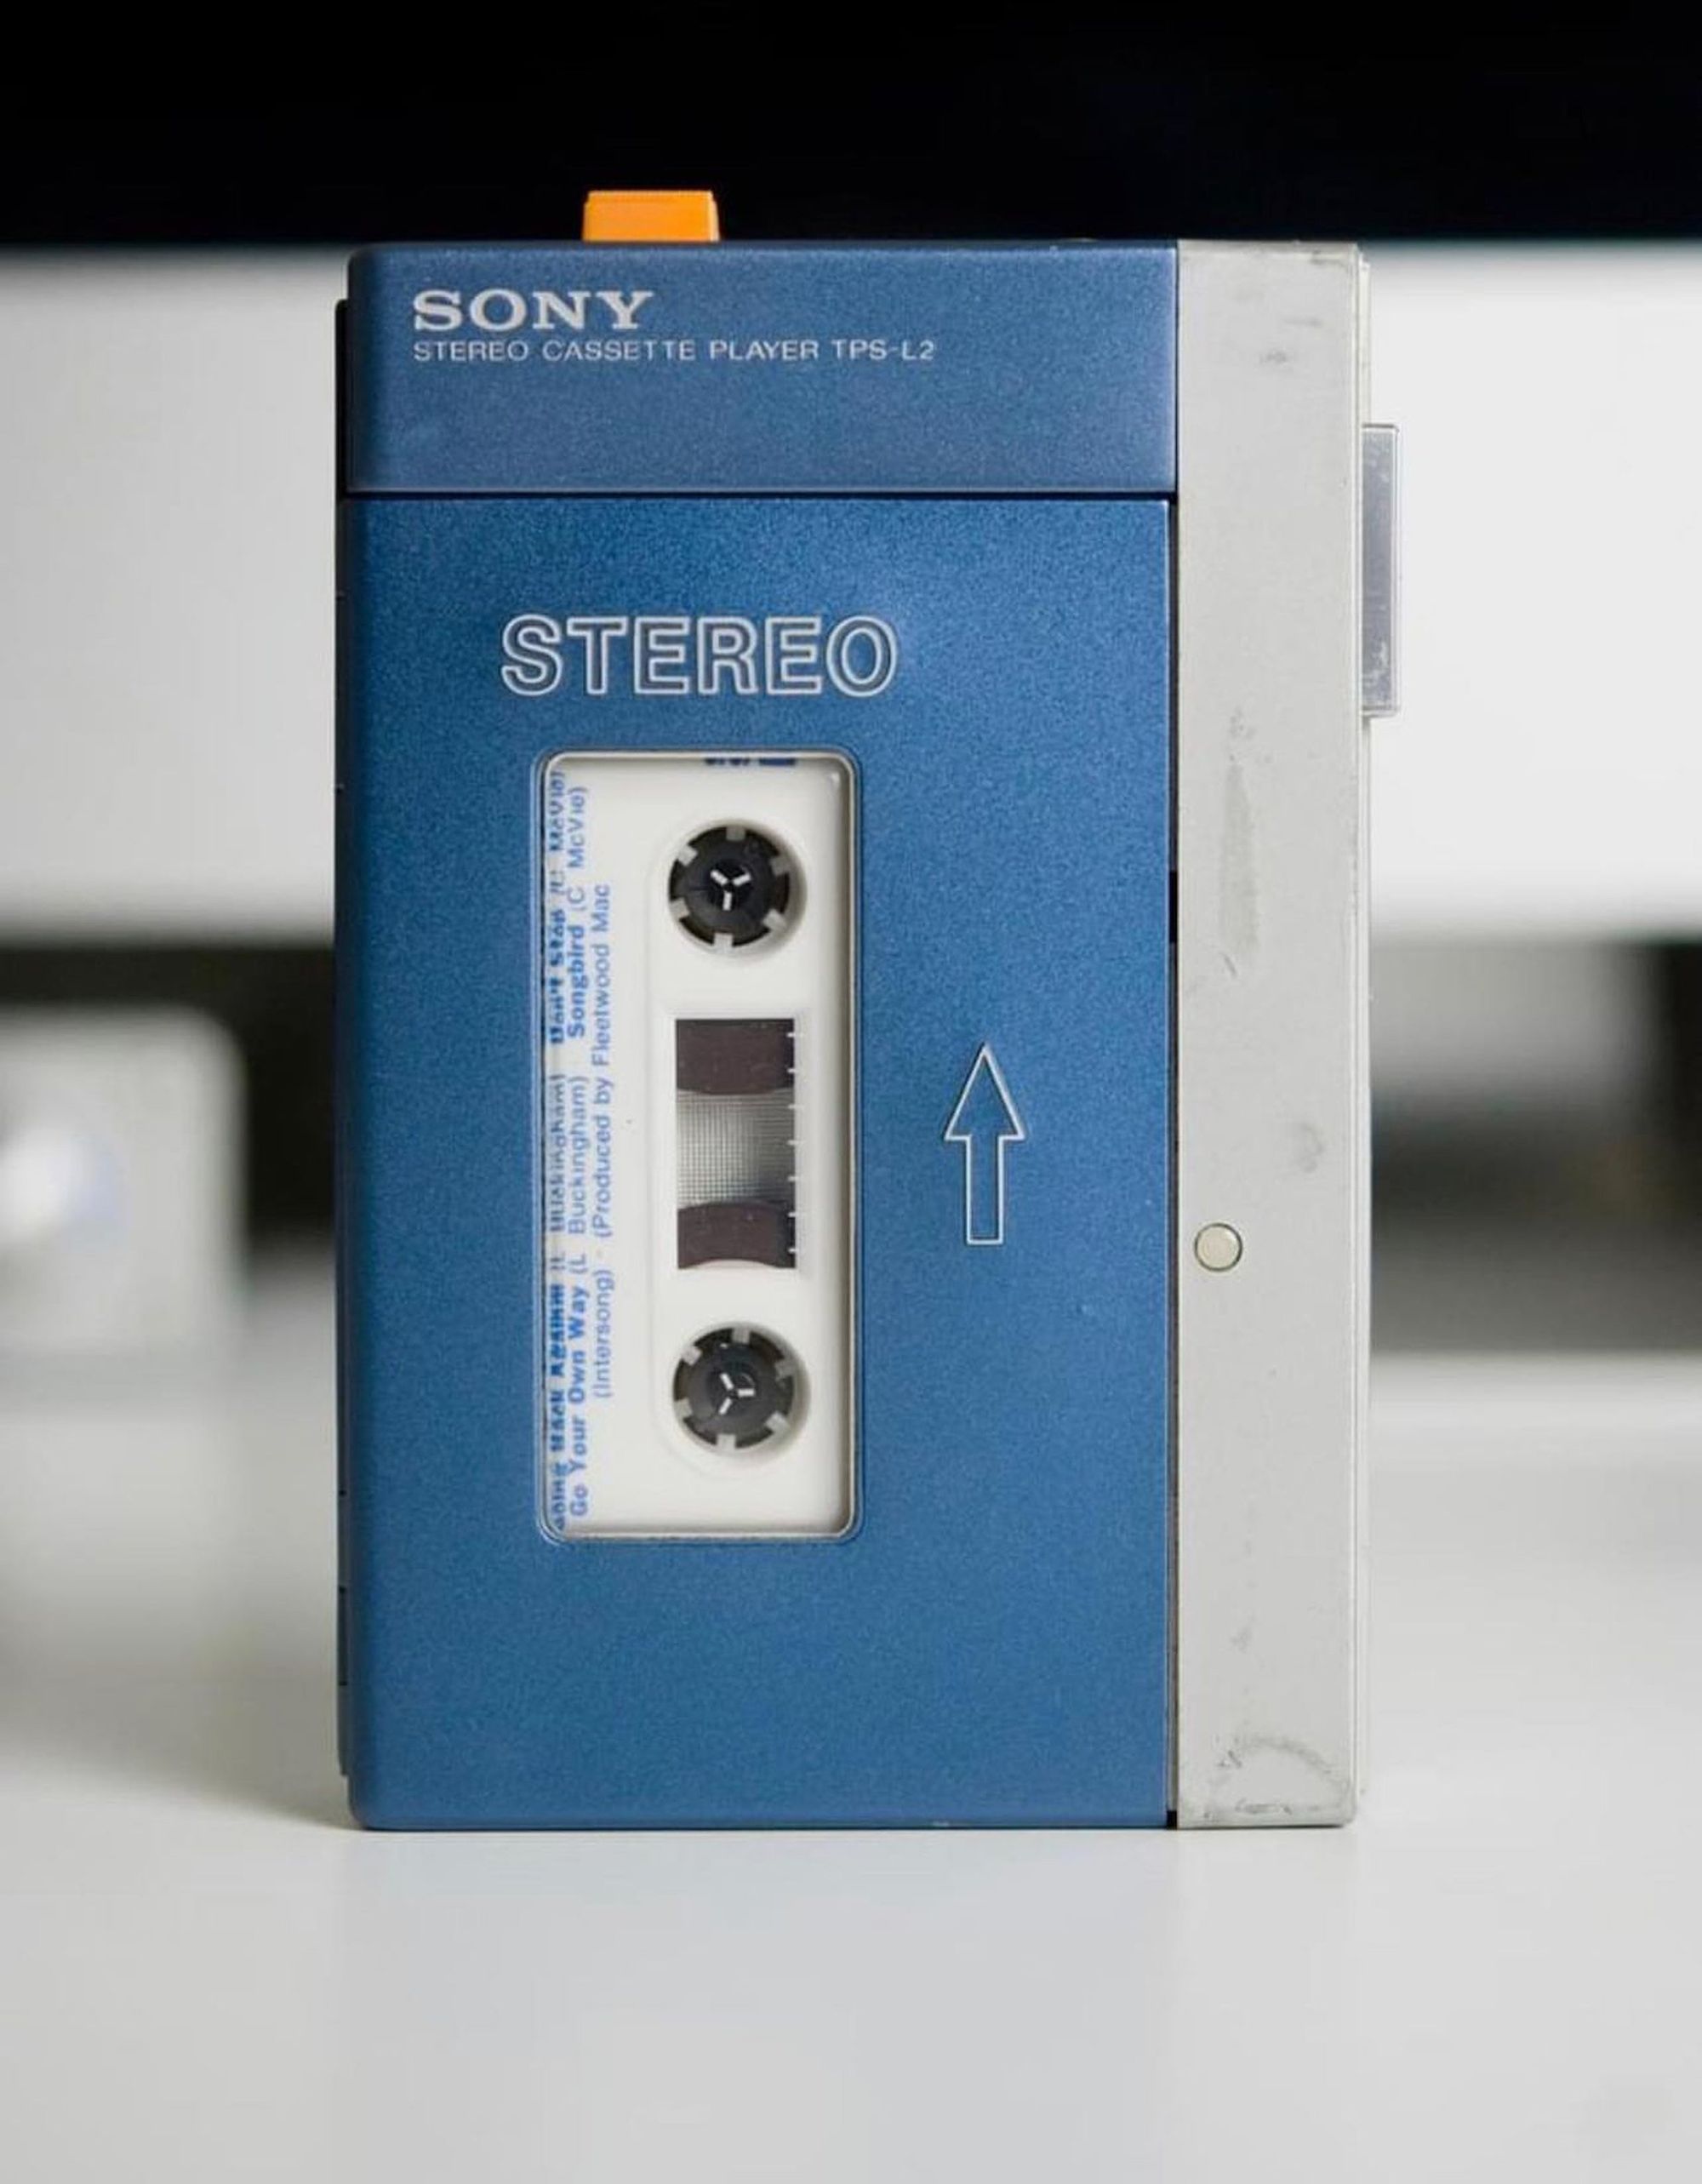 SONY
STEREO CASSETTE PLAYER TPS-L2
STEREO
Don't Stop (C McVie)
Go Your Own Way (L Buckingham) · Songbird (C McVie)
(Intersong) · (Produced by Fleetwood Mac